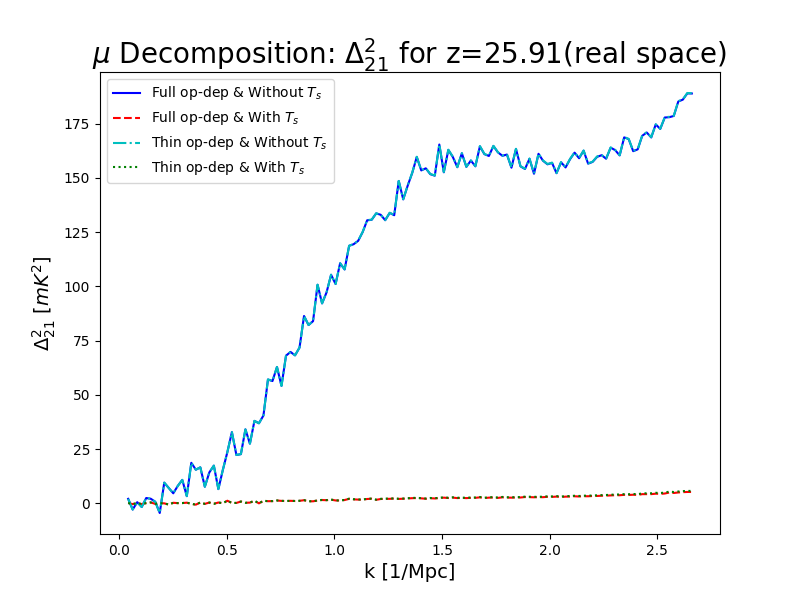 μ Decomposition: Δ²₂₁ for z=25.91(real space)
Full op-dep & Without Tₛ
Full op-dep & With Tₛ
Thin op-dep & Without Tₛ
Thin op-dep & With Tₛ
175
150
125
100
75
50
25
0
Δ²₂₁ [mK²]
0.0 0.5 1.0 1.5 2.0 2.5
k [1/Mpc]